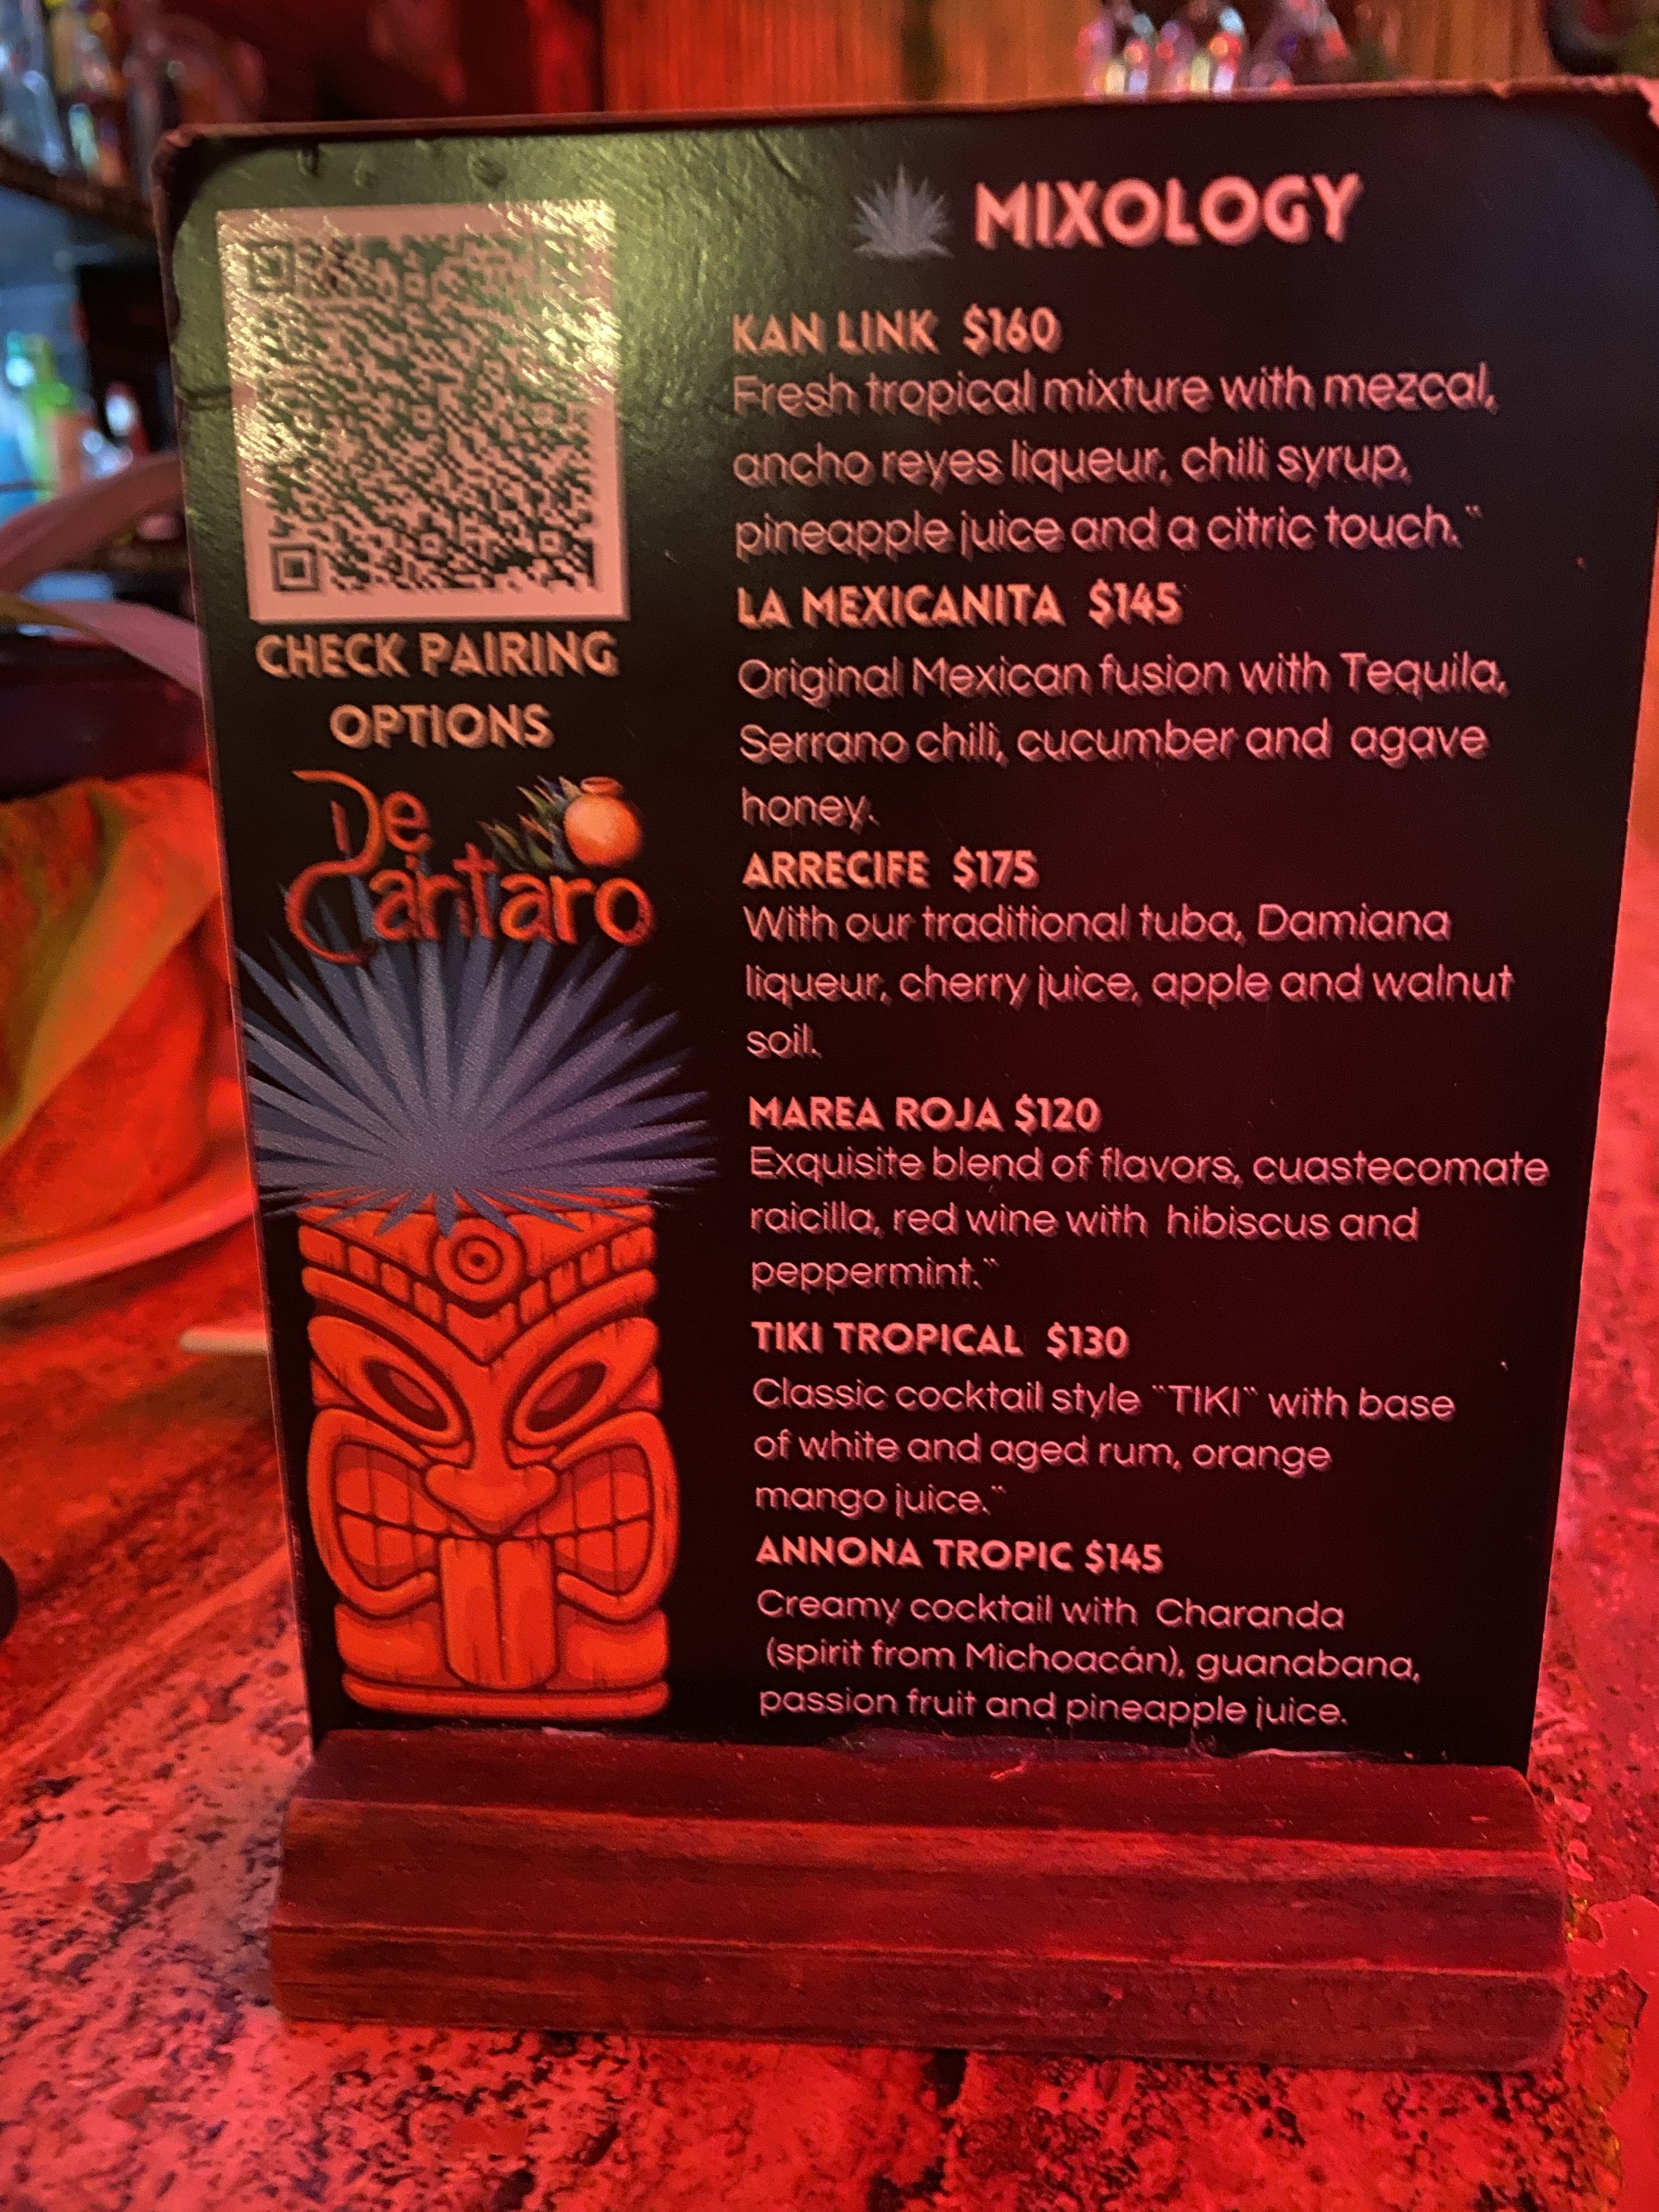 MIXOLOGY
KAN LINK $160
Fresh tropical mixture with mezcal,
ancho reyes liqueur, chili syrup,
pineapple juice and a citric touch.¨
LA MEXICANITA $145
Original Mexican fusion with Tequila,
Serrano chili, cucumber and agave
honey.
ARRECIFE $175
With our traditional tuba, Damiana
liqueur, cherry juice, apple and walnut
soil.
MAREA ROJA $120
Exquisite blend of flavors, cuastecomate
raicilla, red wine with hibiscus and
peppermint.¨
TIKI TROPICAL $130
Classic cocktail style ¨TIKI¨ with base
of white and aged rum, orange
mango juice.¨
ANNONA TROPIC $145
Creamy cocktail with Charanda
(spirit from Michoacán), guanabana,
passion fruit and pineapple juice.
CHECK PAIRING
OPTIONS
De
Cántaro